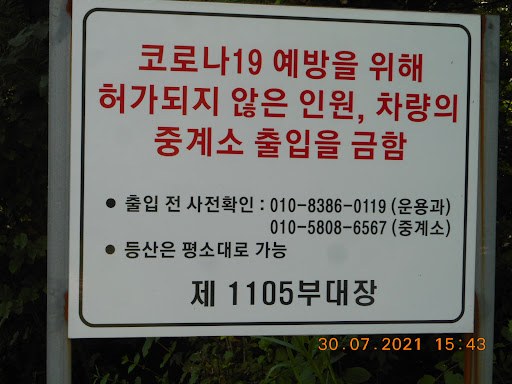 코로나19 예방을 위해
허가되지 않은 인원, 차량의
중계소 출입을 금함
● 출입 전 사전확인 : 010-8386-0119 (운용과)
010-5808-6567 (중계소)
● 등산은 평소대로 가능
제 1105부대장
30.07.2021 15:43